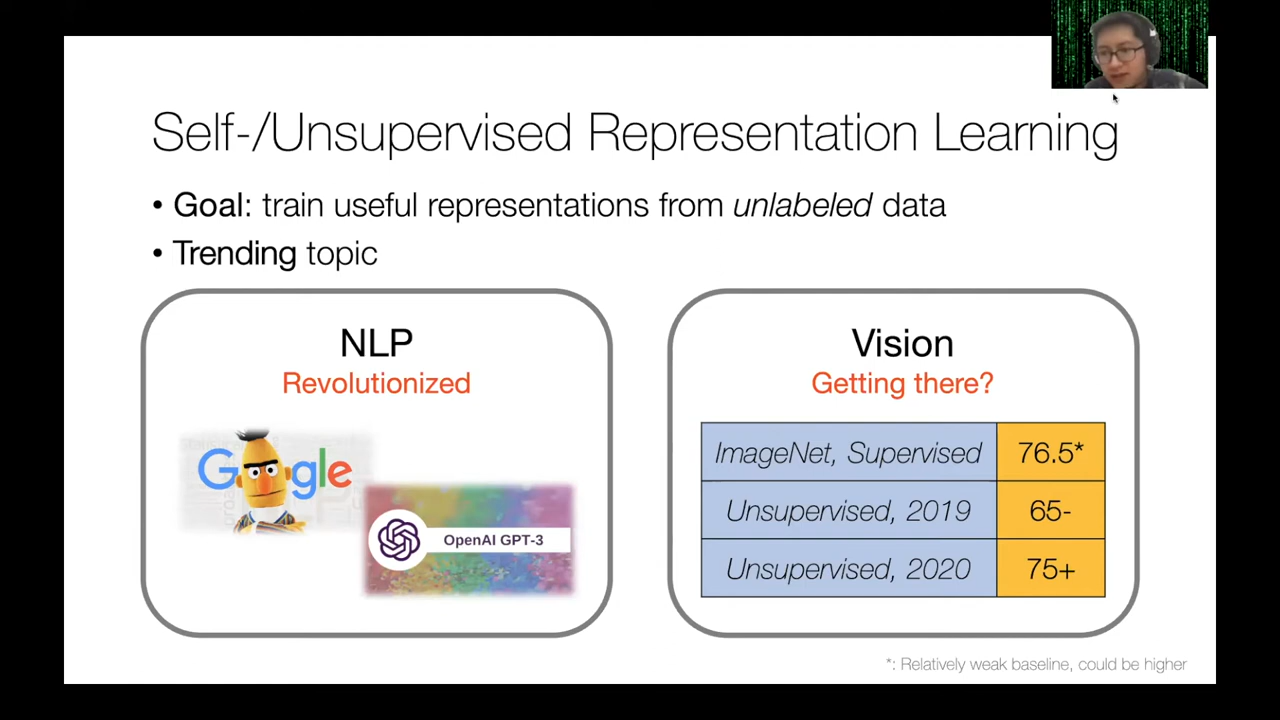 Self-/Unsupervised Representation Learning
• Goal: train useful representations from unlabeled data
• Trending topic
NLP
Revolutionized
Google
OpenAI GPT-3
Vision
Getting there?
ImageNet, Supervised 76.5*
Unsupervised, 2019 65-
Unsupervised, 2020 75+
*: Relatively weak baseline, could be higher